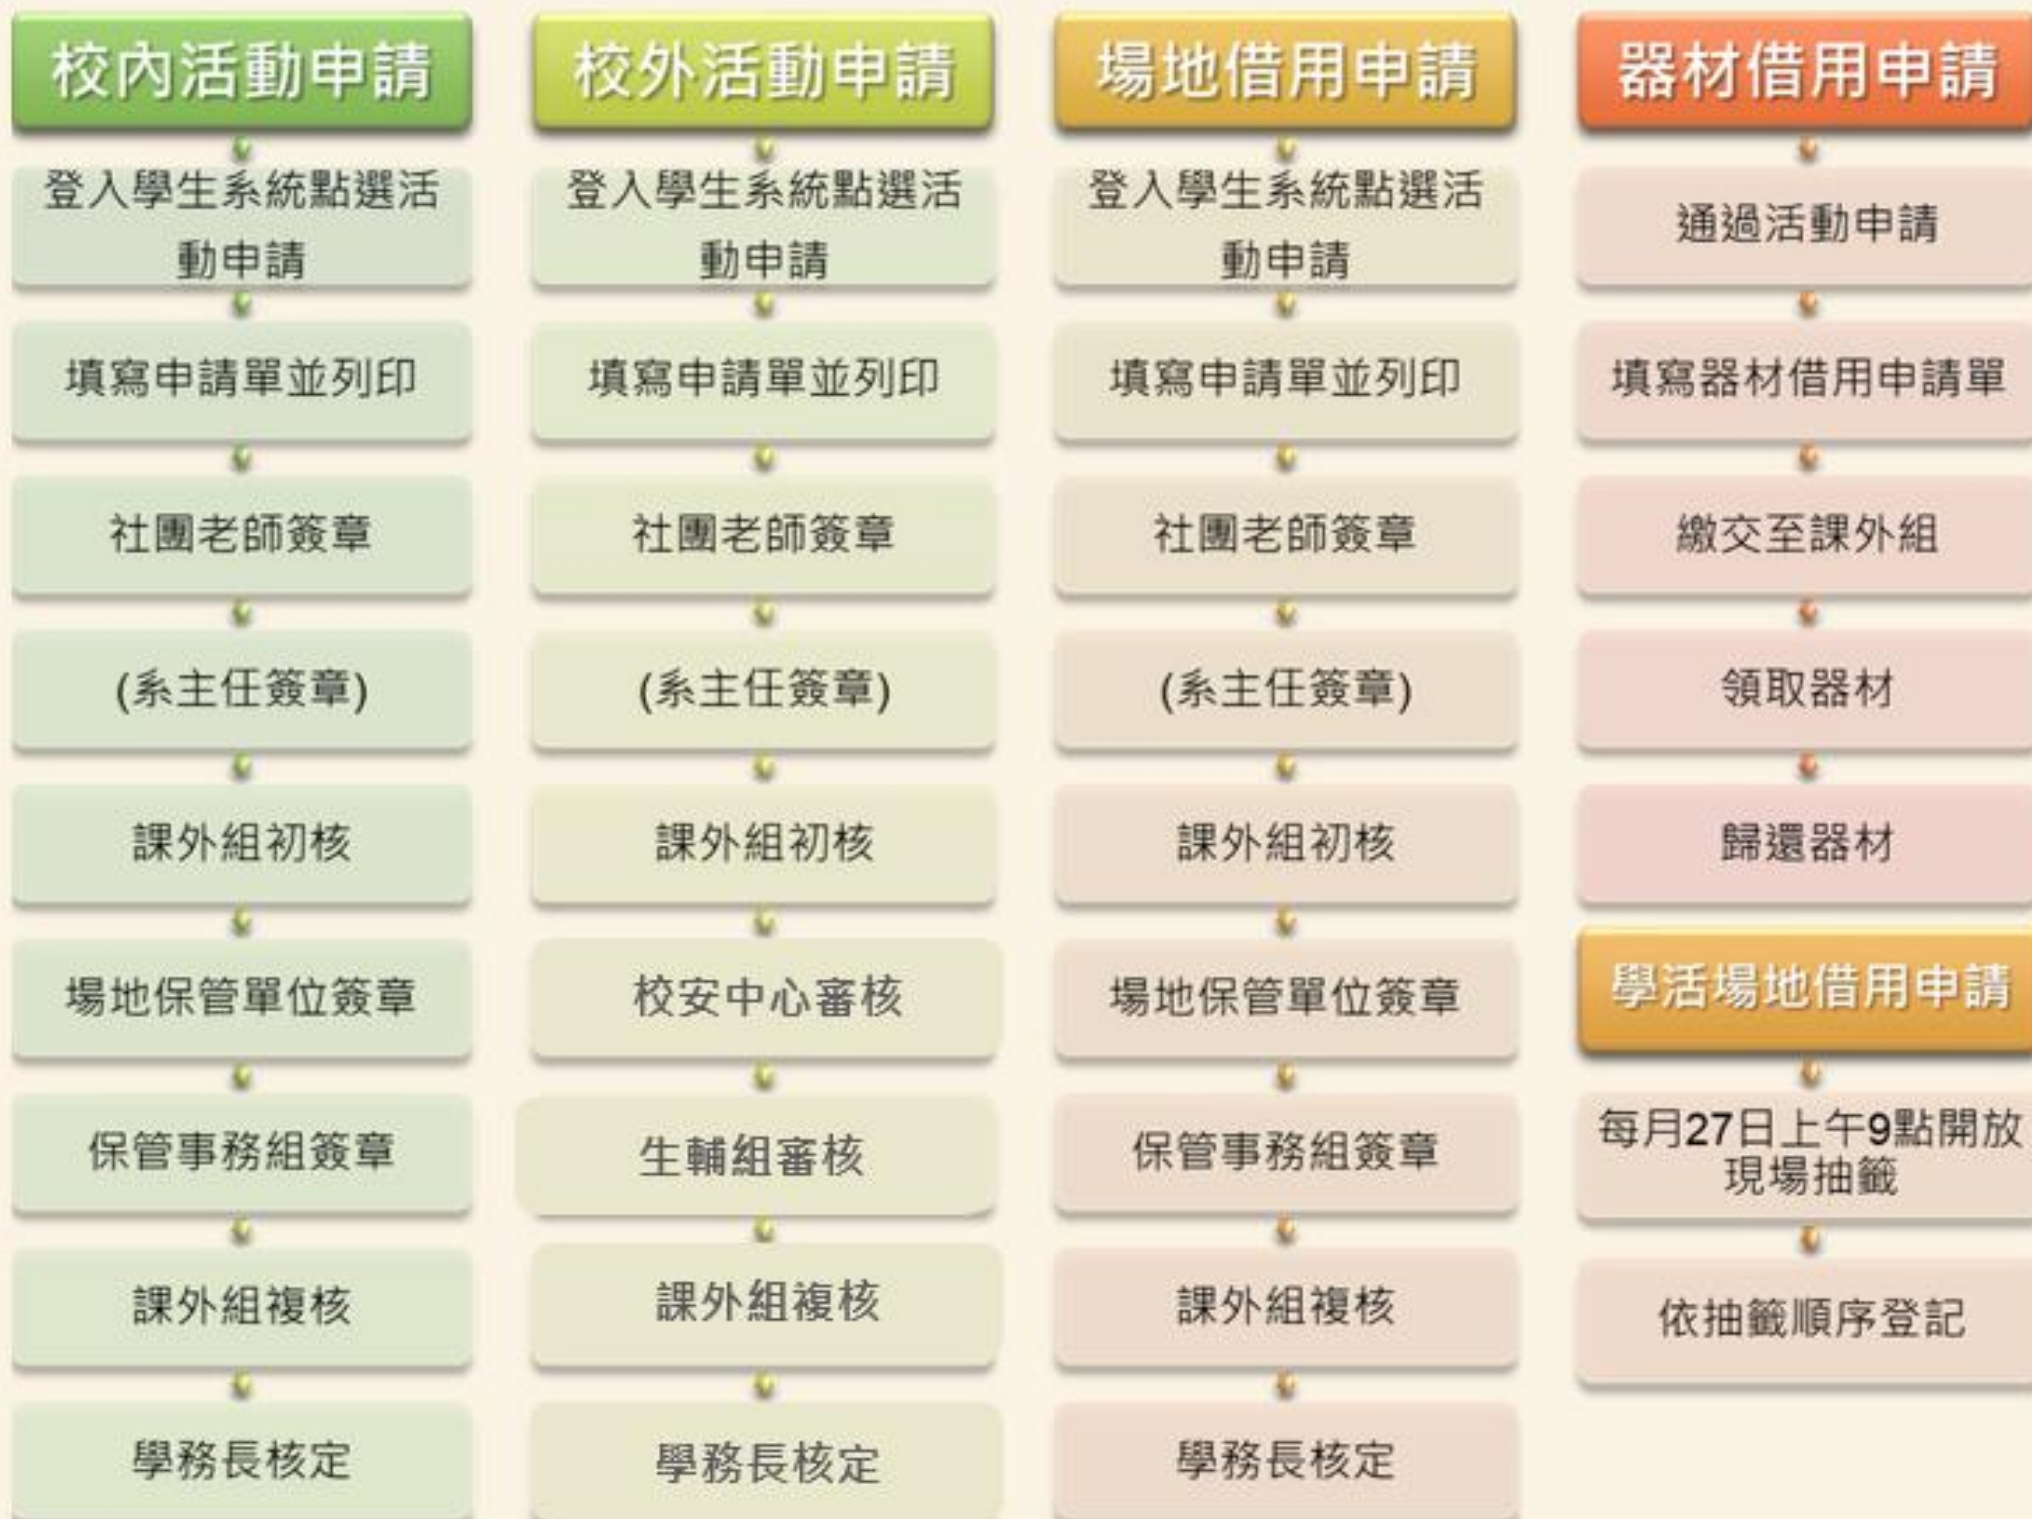 校內活動申請
登入學生系統點選活
動申請
填寫申請單並列印
社團老師簽章
(系主任簽章)
課外組初核
場地保管單位簽章
保管事務組簽章
課外組複核
學務長核定
校外活動申請
登入學生系統點選活
動申請
填寫申請單並列印
社團老師簽章
(系主任簽章)
課外組初核
校安中心審核
生輔組審核
課外組複核
學務長核定
場地借用申請
登入學生系統點選活
動申請
填寫申請單並列印
社團老師簽章
(系主任簽章)
課外組初核
場地保管單位簽章
保管事務組簽章
課外組複核
學務長核定
器材借用申請
通過活動申請
填寫器材借用申請單
繳交至課外組
領取器材
歸還器材
學活場地借用申請
每月27日上午9點開放
現場抽籤
依抽籤順序登記